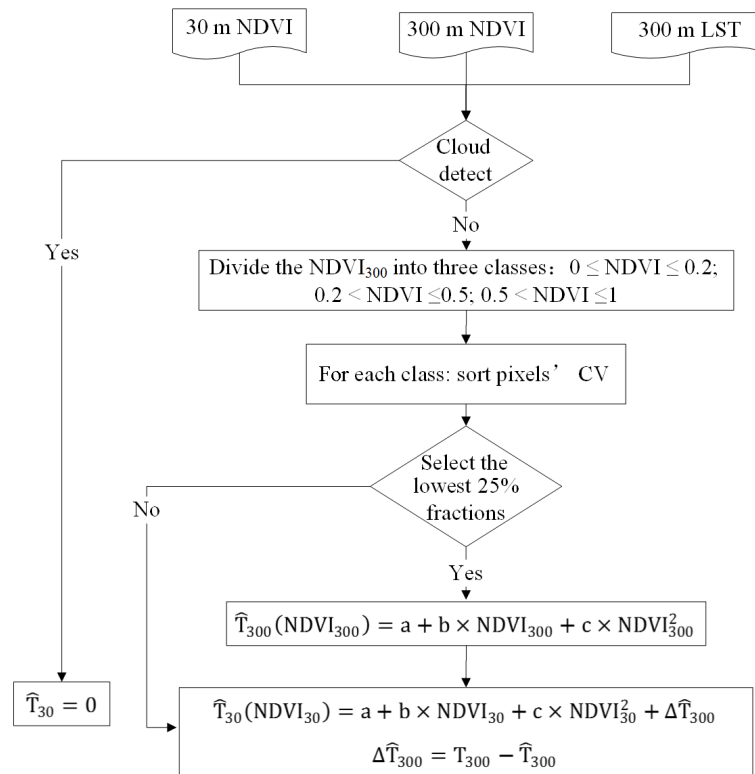 30 m NDVI
300 m NDVI
300 m LST
Cloud
detect
Yes
No
Divide the NDVI₃₀₀ into three classes: 0 ≤ NDVI ≤ 0.2;
0.2 < NDVI ≤0.5; 0.5 < NDVI ≤1
For each class: sort pixels’ CV
Select the
lowest 25%
fractions
No
Yes
T̂₃₀₀(NDVI₃₀₀) = a + b × NDVI₃₀₀ + c × NDVI²₃₀₀
T̂₃₀ = 0
T̂₃₀(NDVI₃₀) = a + b × NDVI₃₀ + c × NDVI²₃₀ + ΔT̂₃₀₀
ΔT̂₃₀₀ = T₃₀₀ − T̂₃₀₀